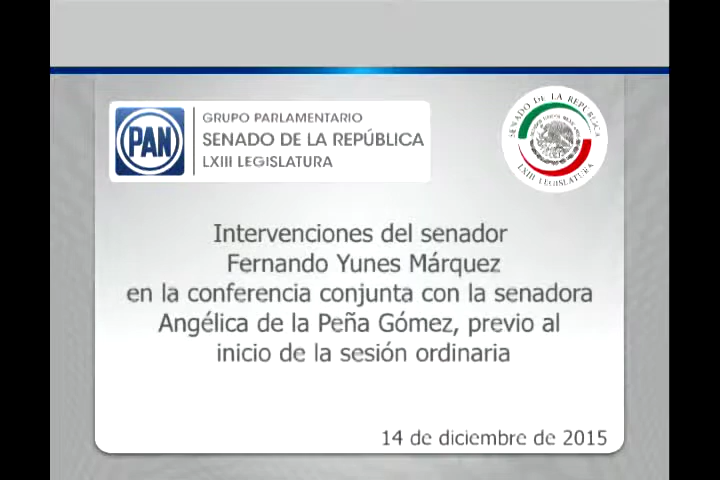 PAN
GRUPO PARLAMENTARIO
SENADO DE LA REPÚBLICA
LXIII LEGISLATURA
SENADO DE LA REPÚBLICA
LXIII LEGISLATURA
Intervenciones del senador
Fernando Yunes Márquez
en la conferencia conjunta con la senadora
Angélica de la Peña Gómez, previo al
inicio de la sesión ordinaria
14 de diciembre de 2015